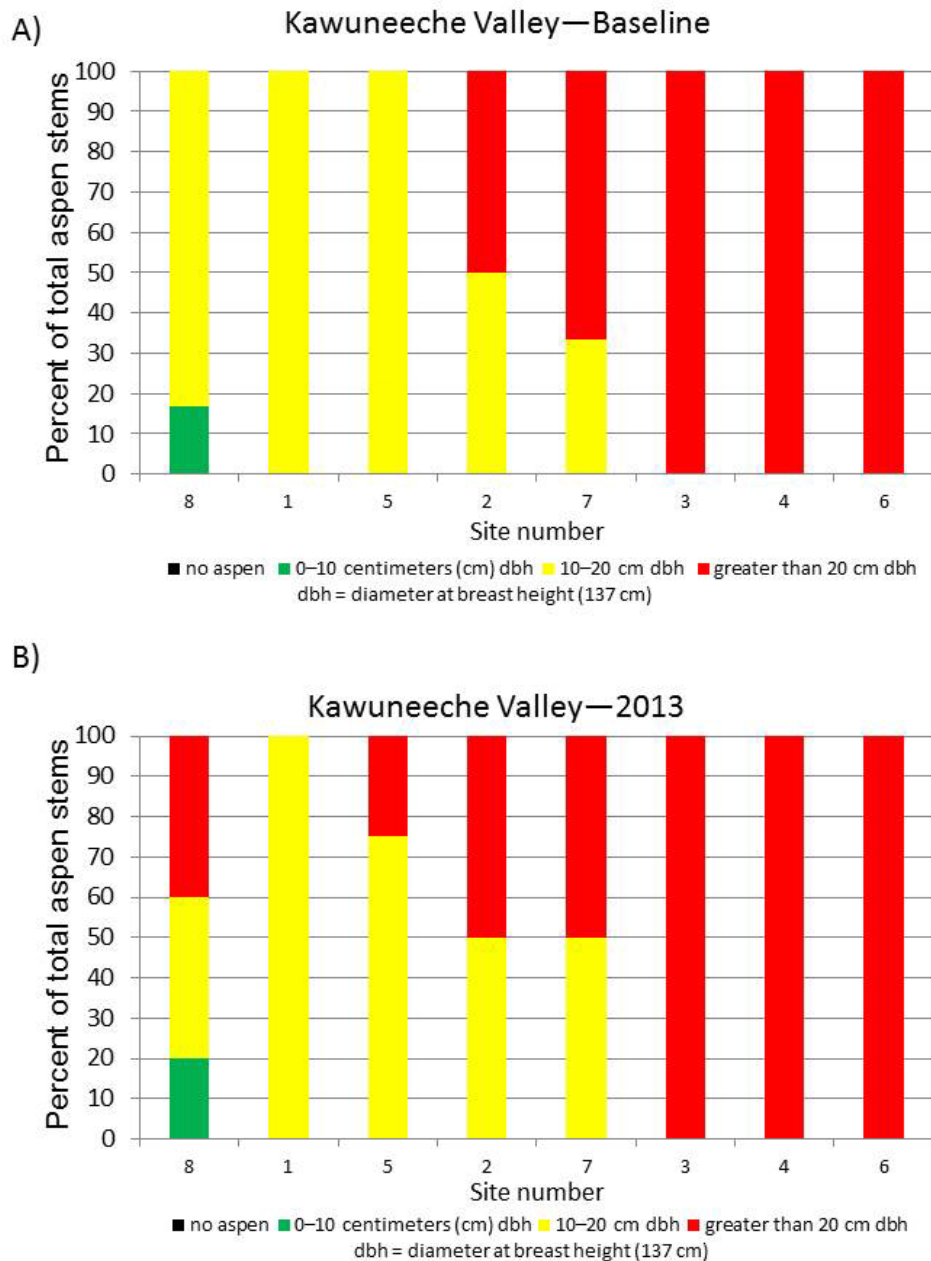 A)
Kawuneeche Valley—Baseline
Percent of total aspen stems
100
90
80
70
60
50
40
30
20
10
0
8 1 5 2 7 3 4 6
Site number
no aspen 0–10 centimeters (cm) dbh 10–20 cm dbh greater than 20 cm dbh
dbh = diameter at breast height (137 cm)
B)
Kawuneeche Valley—2013
Percent of total aspen stems
100
90
80
70
60
50
40
30
20
10
0
8 1 5 2 7 3 4 6
Site number
no aspen 0–10 centimeters (cm) dbh 10–20 cm dbh greater than 20 cm dbh
dbh = diameter at breast height (137 cm)